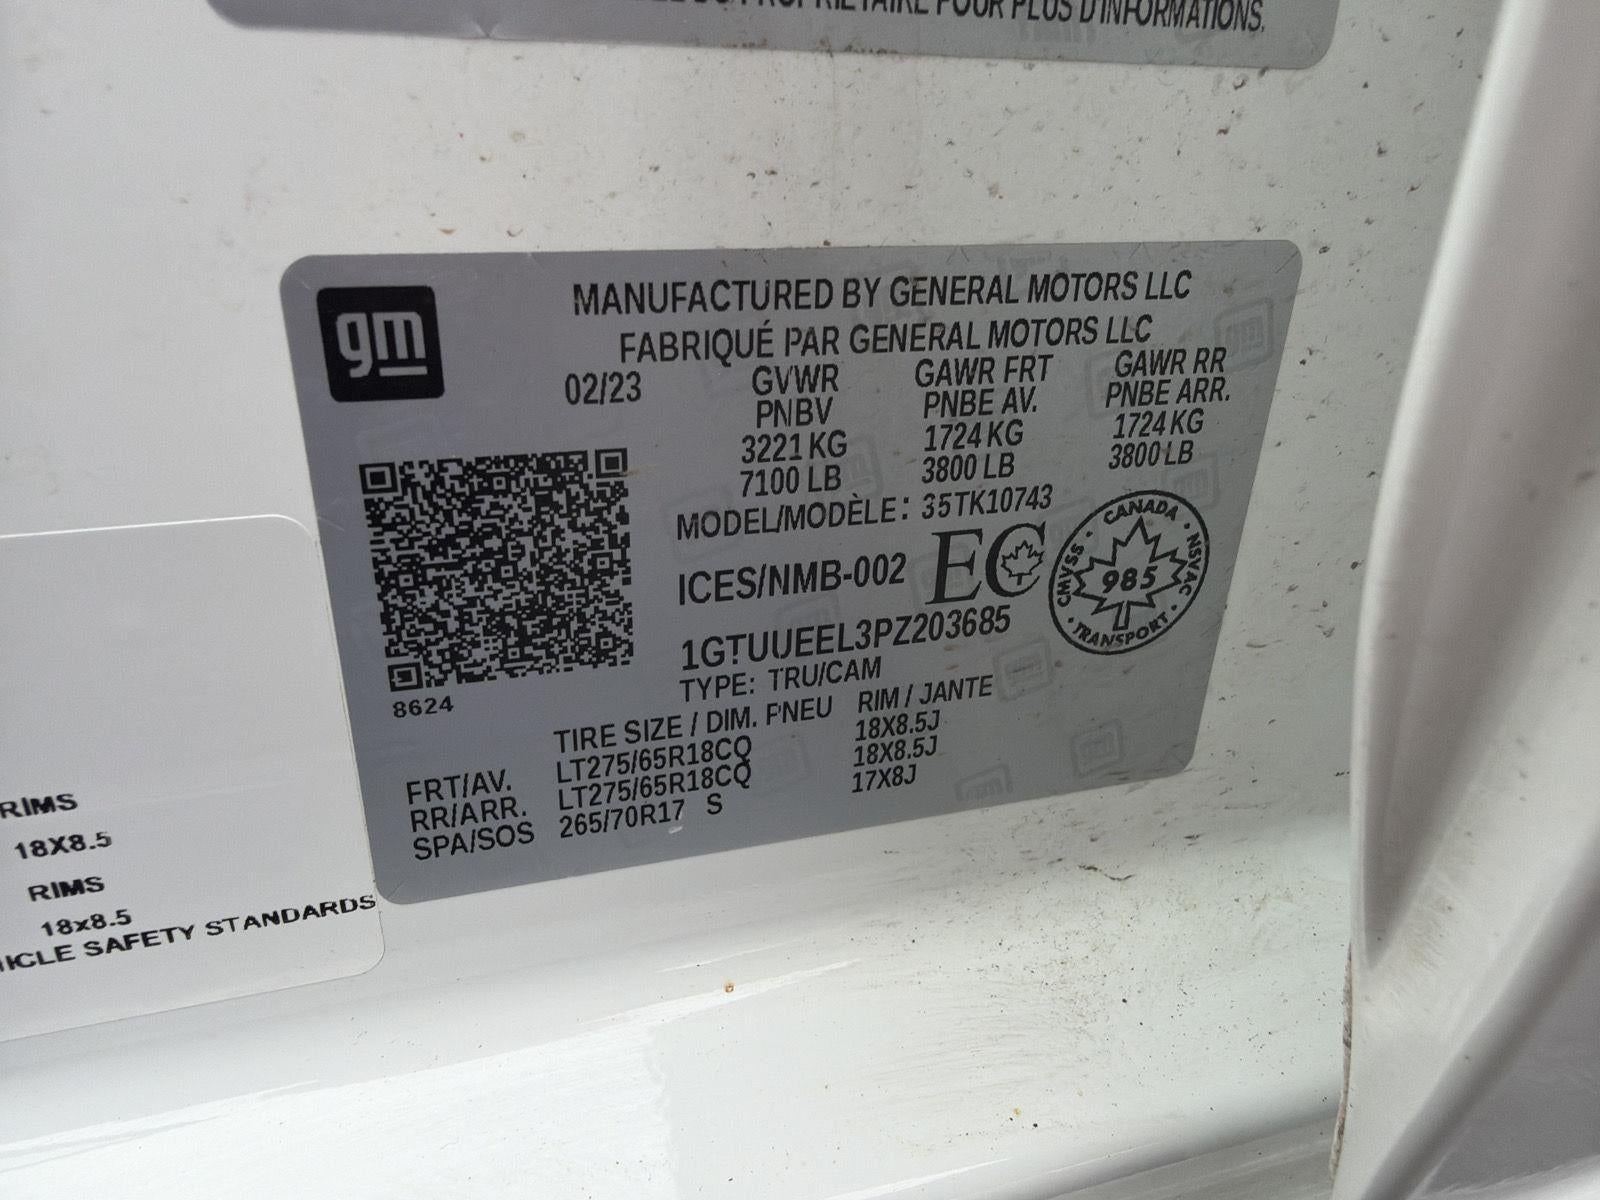 PROPRIÉTAIRE POUR PLUS D'INFORMATIONS.
gm
MANUFACTURED BY GENERAL MOTORS LLC
FABRIQUÉ PAR GENERAL MOTORS LLC
02/23 GVWR GAWR FRT GAWR RR
PNBV PNBE AV. PNBE ARR.
3221 KG 1724 KG 1724 KG
7100 LB 3800 LB 3800 LB
MODEL/MODÈLE: 35TK10743
ICES/NMB-002 EC
CANADA · NSVAC · TRANSPORT · CMVSS ·
985
1GTUUEEL3PZ203685
TYPE: TRU/CAM
8624
TIRE SIZE / DIM. PNEU RIM / JANTE
FRT/AV. LT275/65R18CQ 18X8.5J
RR/ARR. LT275/65R18CQ 18X8.5J
SPA/SOS 265/70R17 S 17X8J
RIMS
18X8.5
RIMS
18x8.5
SAFETY STANDARDS